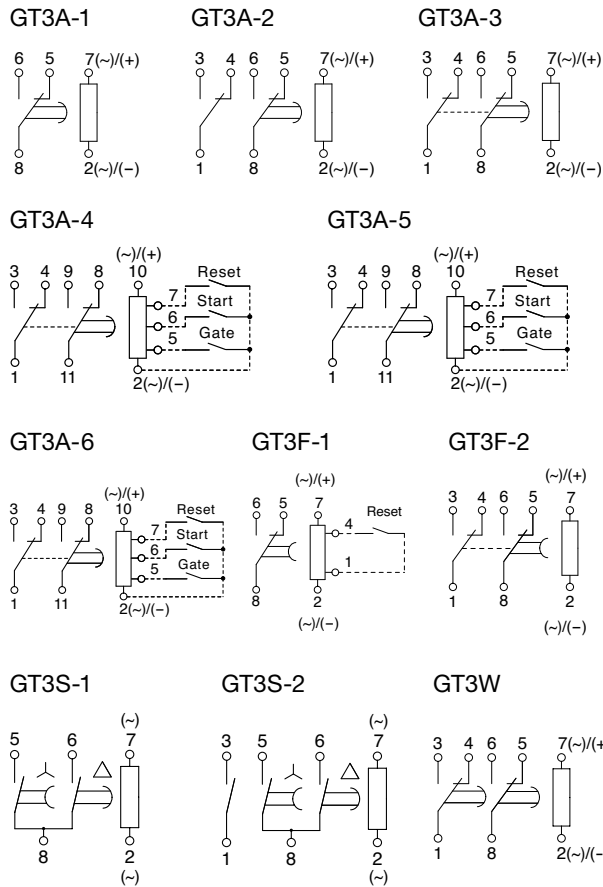 GT3A-1 GT3A-2 GT3A-3
6 5 7(~)/(+) 3 4 6 5 7(~)/(+) 3 4 6 5 7(~)/(+)
8 2(~)/(−) 1 8 2(~)/(−) 1 8 2(~)/(−)
GT3A-4 GT3A-5
(~)/(+) (~)/(+)
3 4 9 8 10 Reset 3 4 9 8 10 Reset
7 Start 7 Start
6 Gate 6 Gate
5 5
1 11 2(~)/(−) 1 11 2(~)/(−)
GT3A-6 GT3F-1 GT3F-2
(~)/(+) (~)/(+) (~)/(+)
3 4 9 8 10 Reset 6 5 7 Reset 3 4 6 5 7
7 Start 4
6 Gate 1
5
1 11 2(~)/(−) 8 2 1 8 2
(~)/(−) (~)/(−)
GT3S-1 GT3S-2 GT3W
(~) (~)
5 6 7 3 5 6 7 3 4 6 5 7(~)/(+
8 2 1 8 2 1 8 2(~)/(−
(~) (~)